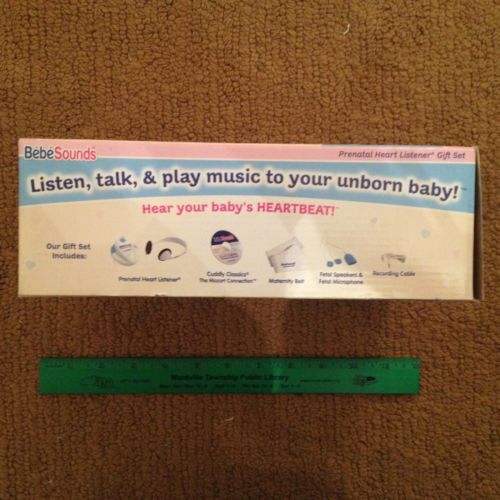 BébéSounds
Prenatal Heart Listener® Gift Set
Listen, talk, & play music to your unborn baby!™
Hear your baby's HEARTBEAT!
Our Gift Set
Includes:
Prenatal Heart Listener®
Cuddly Classics®
The Mozart Connection™
Maternity Belt
Fetal Speakers &
Fetal Microphone
Recording Cable
Township Public Library